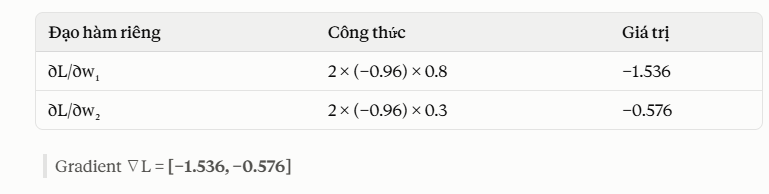 Đạo hàm riêng Công thức Giá trị
∂L/∂w₁ 2 × (−0.96) × 0.8 −1.536
∂L/∂w₂ 2 × (−0.96) × 0.3 −0.576
Gradient ∇L = [−1.536, −0.576]